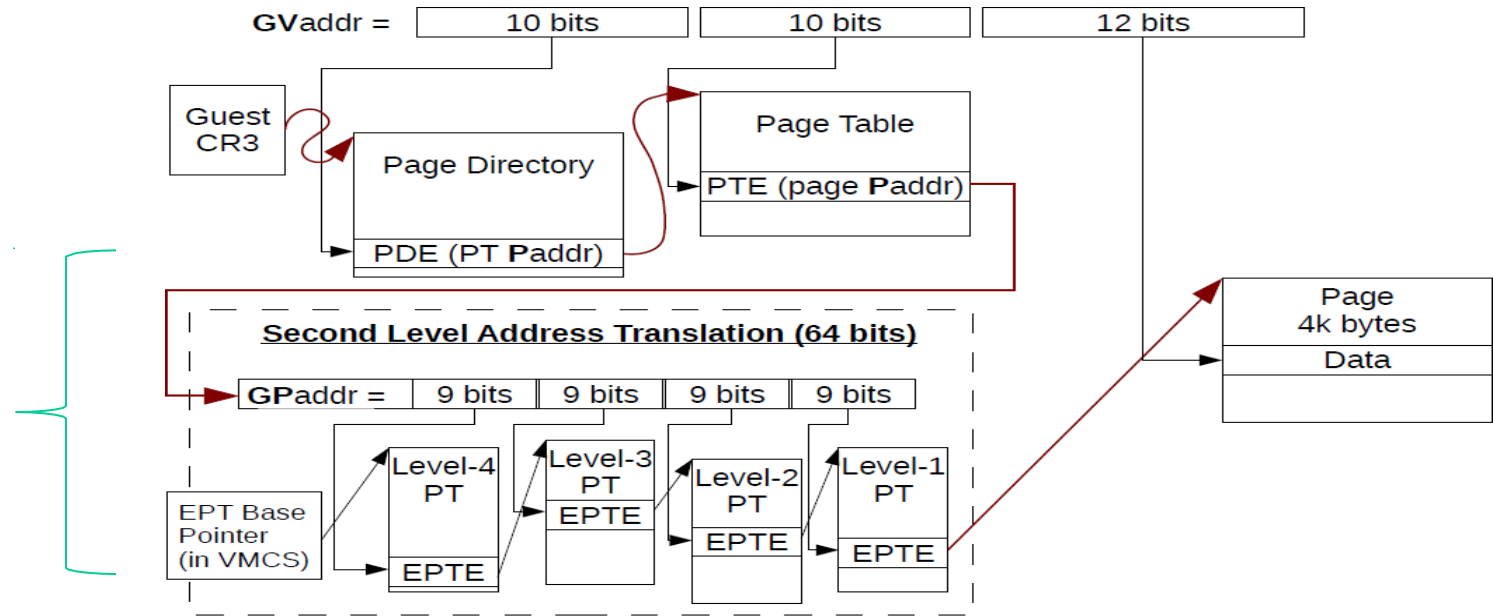 GVaddr =
10 bits
10 bits
12 bits
Guest
CR3
Page Directory
PDE (PT Paddr)
Page Table
PTE (page Paddr)
Page
4k bytes
Data
Second Level Address Translation (64 bits)
GPaddr =
9 bits
9 bits
9 bits
9 bits
EPT Base
Pointer
(in VMCS)
Level-4
PT
EPTE
Level-3
PT
EPTE
Level-2
PT
EPTE
Level-1
PT
EPTE